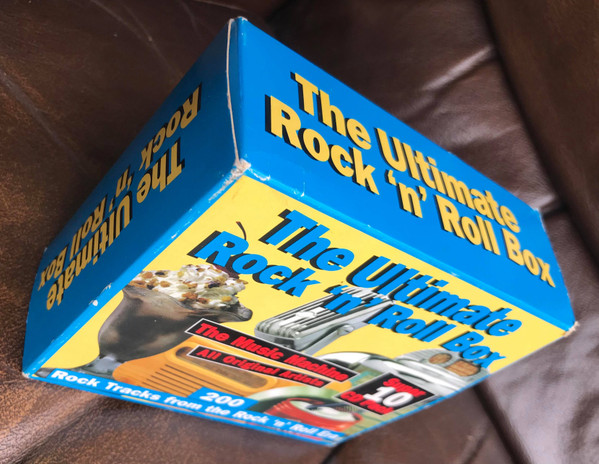 The Ultimate
Rock 'n' Roll Box
The Ultimate
Rock 'n' Roll Box
The Ultimate
Rock 'n' Roll Box
The Music Machine
All Original Artists
10
200
Rock Tracks from the Rock 'n' Roll Era